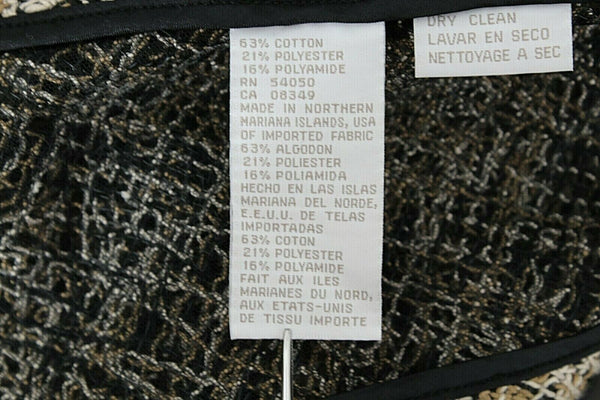 63% COTTON
21% POLYESTER
16% POLYAMIDE
RN 54050
CA 08349
MADE IN NORTHERN
MARIANA ISLANDS, USA
OF IMPORTED FABRIC
63% ALGODON
21% POLIESTER
16% POLIAMIDA
HECHO EN LAS ISLAS
MARIANA DEL NORDE,
E.E.U.U. DE TELAS
IMPORTADAS
63% COTON
21% POLYESTER
16% POLYAMIDE
FAIT AUX ILES
MARIANES DU NORD,
AUX ETATS-UNIS
DE TISSU IMPORTE
DRY CLEAN
LAVAR EN SECO
NETTOYAGE A SEC